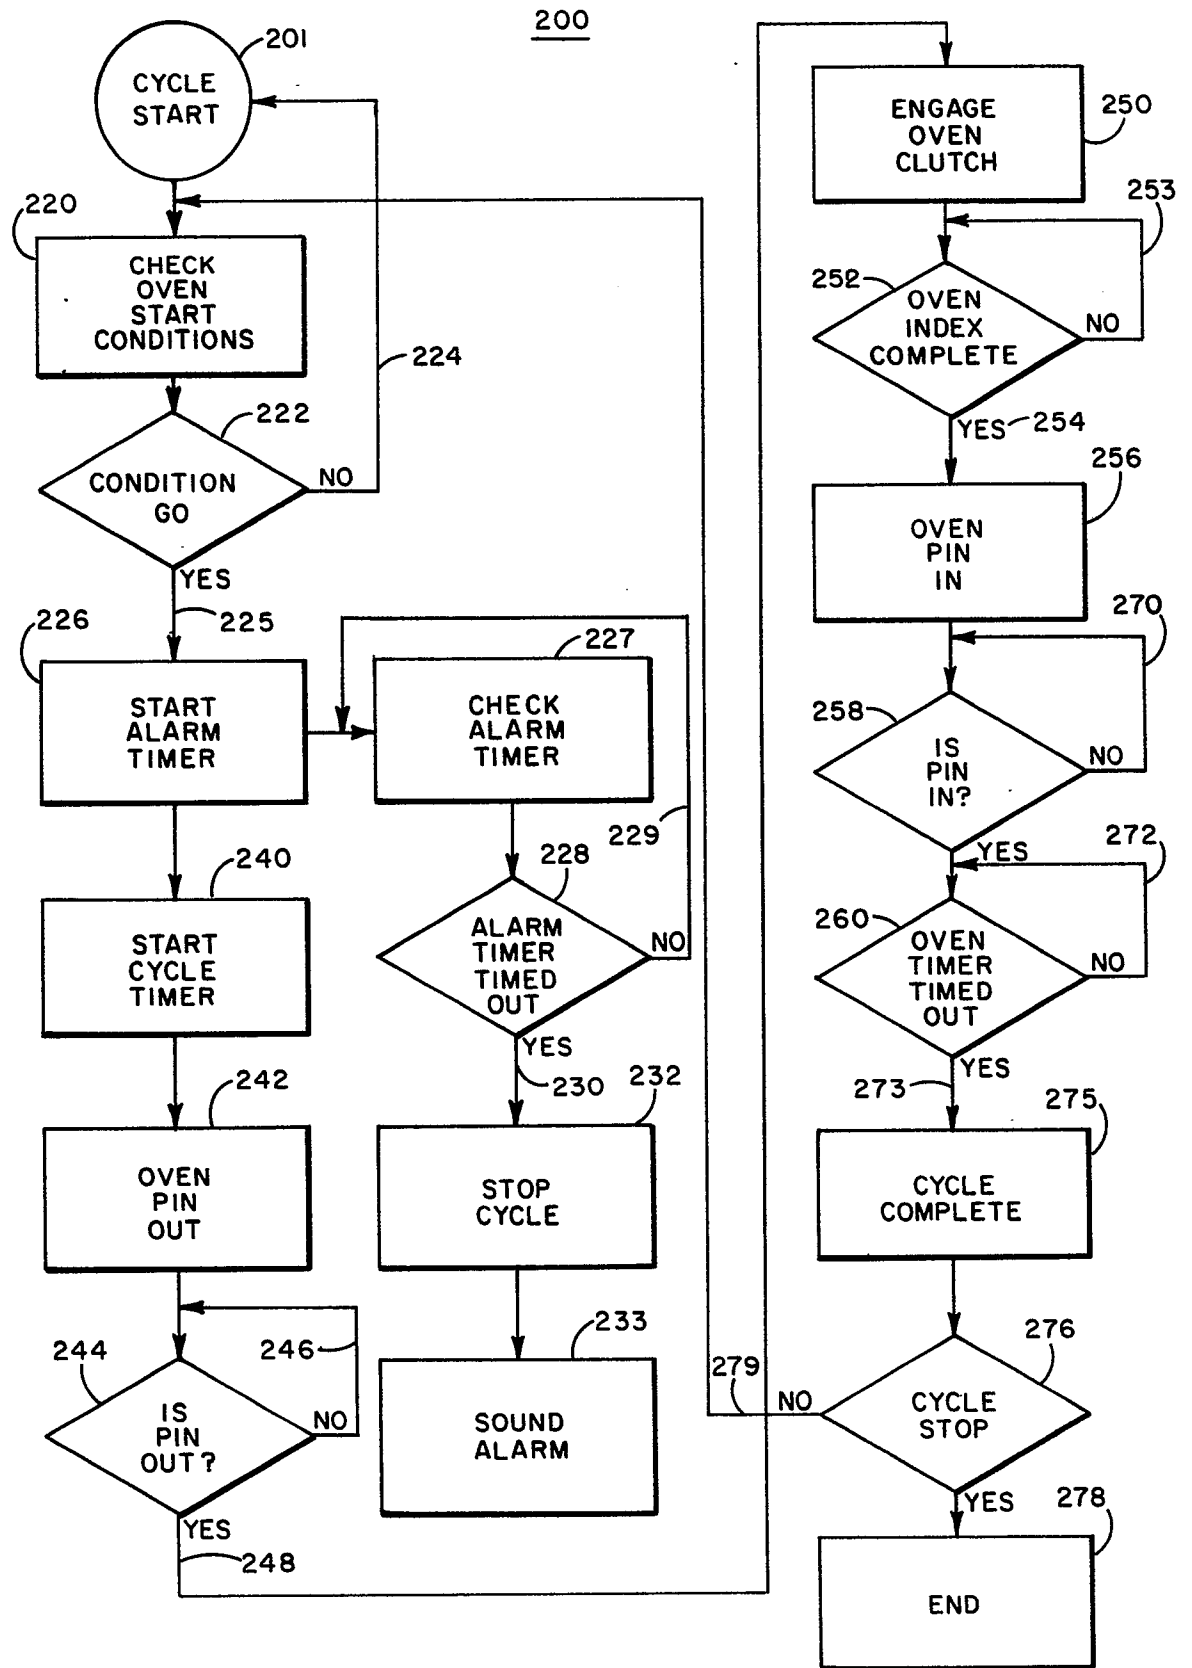 200
201
CYCLE
START
220
CHECK
OVEN
START
CONDITIONS
224
222
CONDITION
GO
NO
YES
225
226
START
ALARM
TIMER
227
CHECK
ALARM
TIMER
229
228
ALARM
TIMER
TIMED
OUT
NO
YES
230
232
STOP
CYCLE
233
SOUND
ALARM
240
START
CYCLE
TIMER
242
OVEN
PIN
OUT
244
246
IS
PIN
OUT?
NO
YES
248
250
ENGAGE
OVEN
CLUTCH
253
252
OVEN
INDEX
COMPLETE
NO
YES 254
256
OVEN
PIN
IN
270
258
IS
PIN
IN?
NO
YES
272
260
OVEN
TIMER
TIMED
OUT
NO
YES
273
275
CYCLE
COMPLETE
276
279
NO
CYCLE
STOP
YES
278
END